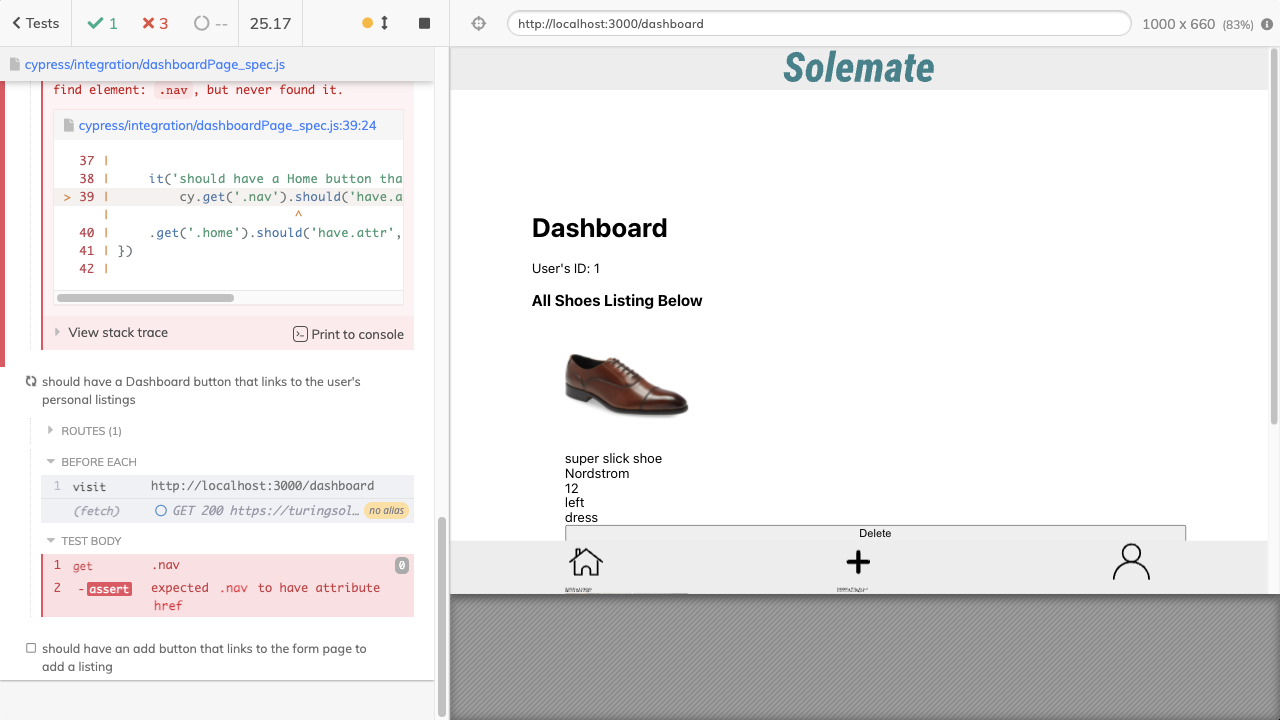 Tests
1
3
--
25.17
http://localhost:3000/dashboard
1000 x 660 (83%)
cypress/integration/dashboardPage_spec.js
find element: .nav, but never found it.
cypress/integration/dashboardPage_spec.js:39:24
37 |
38 | it('should have a Home button tha
> 39 | cy.get('.nav').should('have.a
| ^
40 | .get('.home').should('have.attr',
41 | })
42 |
View stack trace
Print to console
should have a Dashboard button that links to the user's
personal listings
ROUTES (1)
BEFORE EACH
1 visit http://localhost:3000/dashboard
(fetch) GET 200 https://turingsol... no alias
TEST BODY
1 get .nav 0
2 -assert expected .nav to have attribute
href
should have an add button that links to the form page to
add a listing
Solemate
Dashboard
User's ID: 1
All Shoes Listing Below
super slick shoe
Nordstrom
12
left
dress
Delete